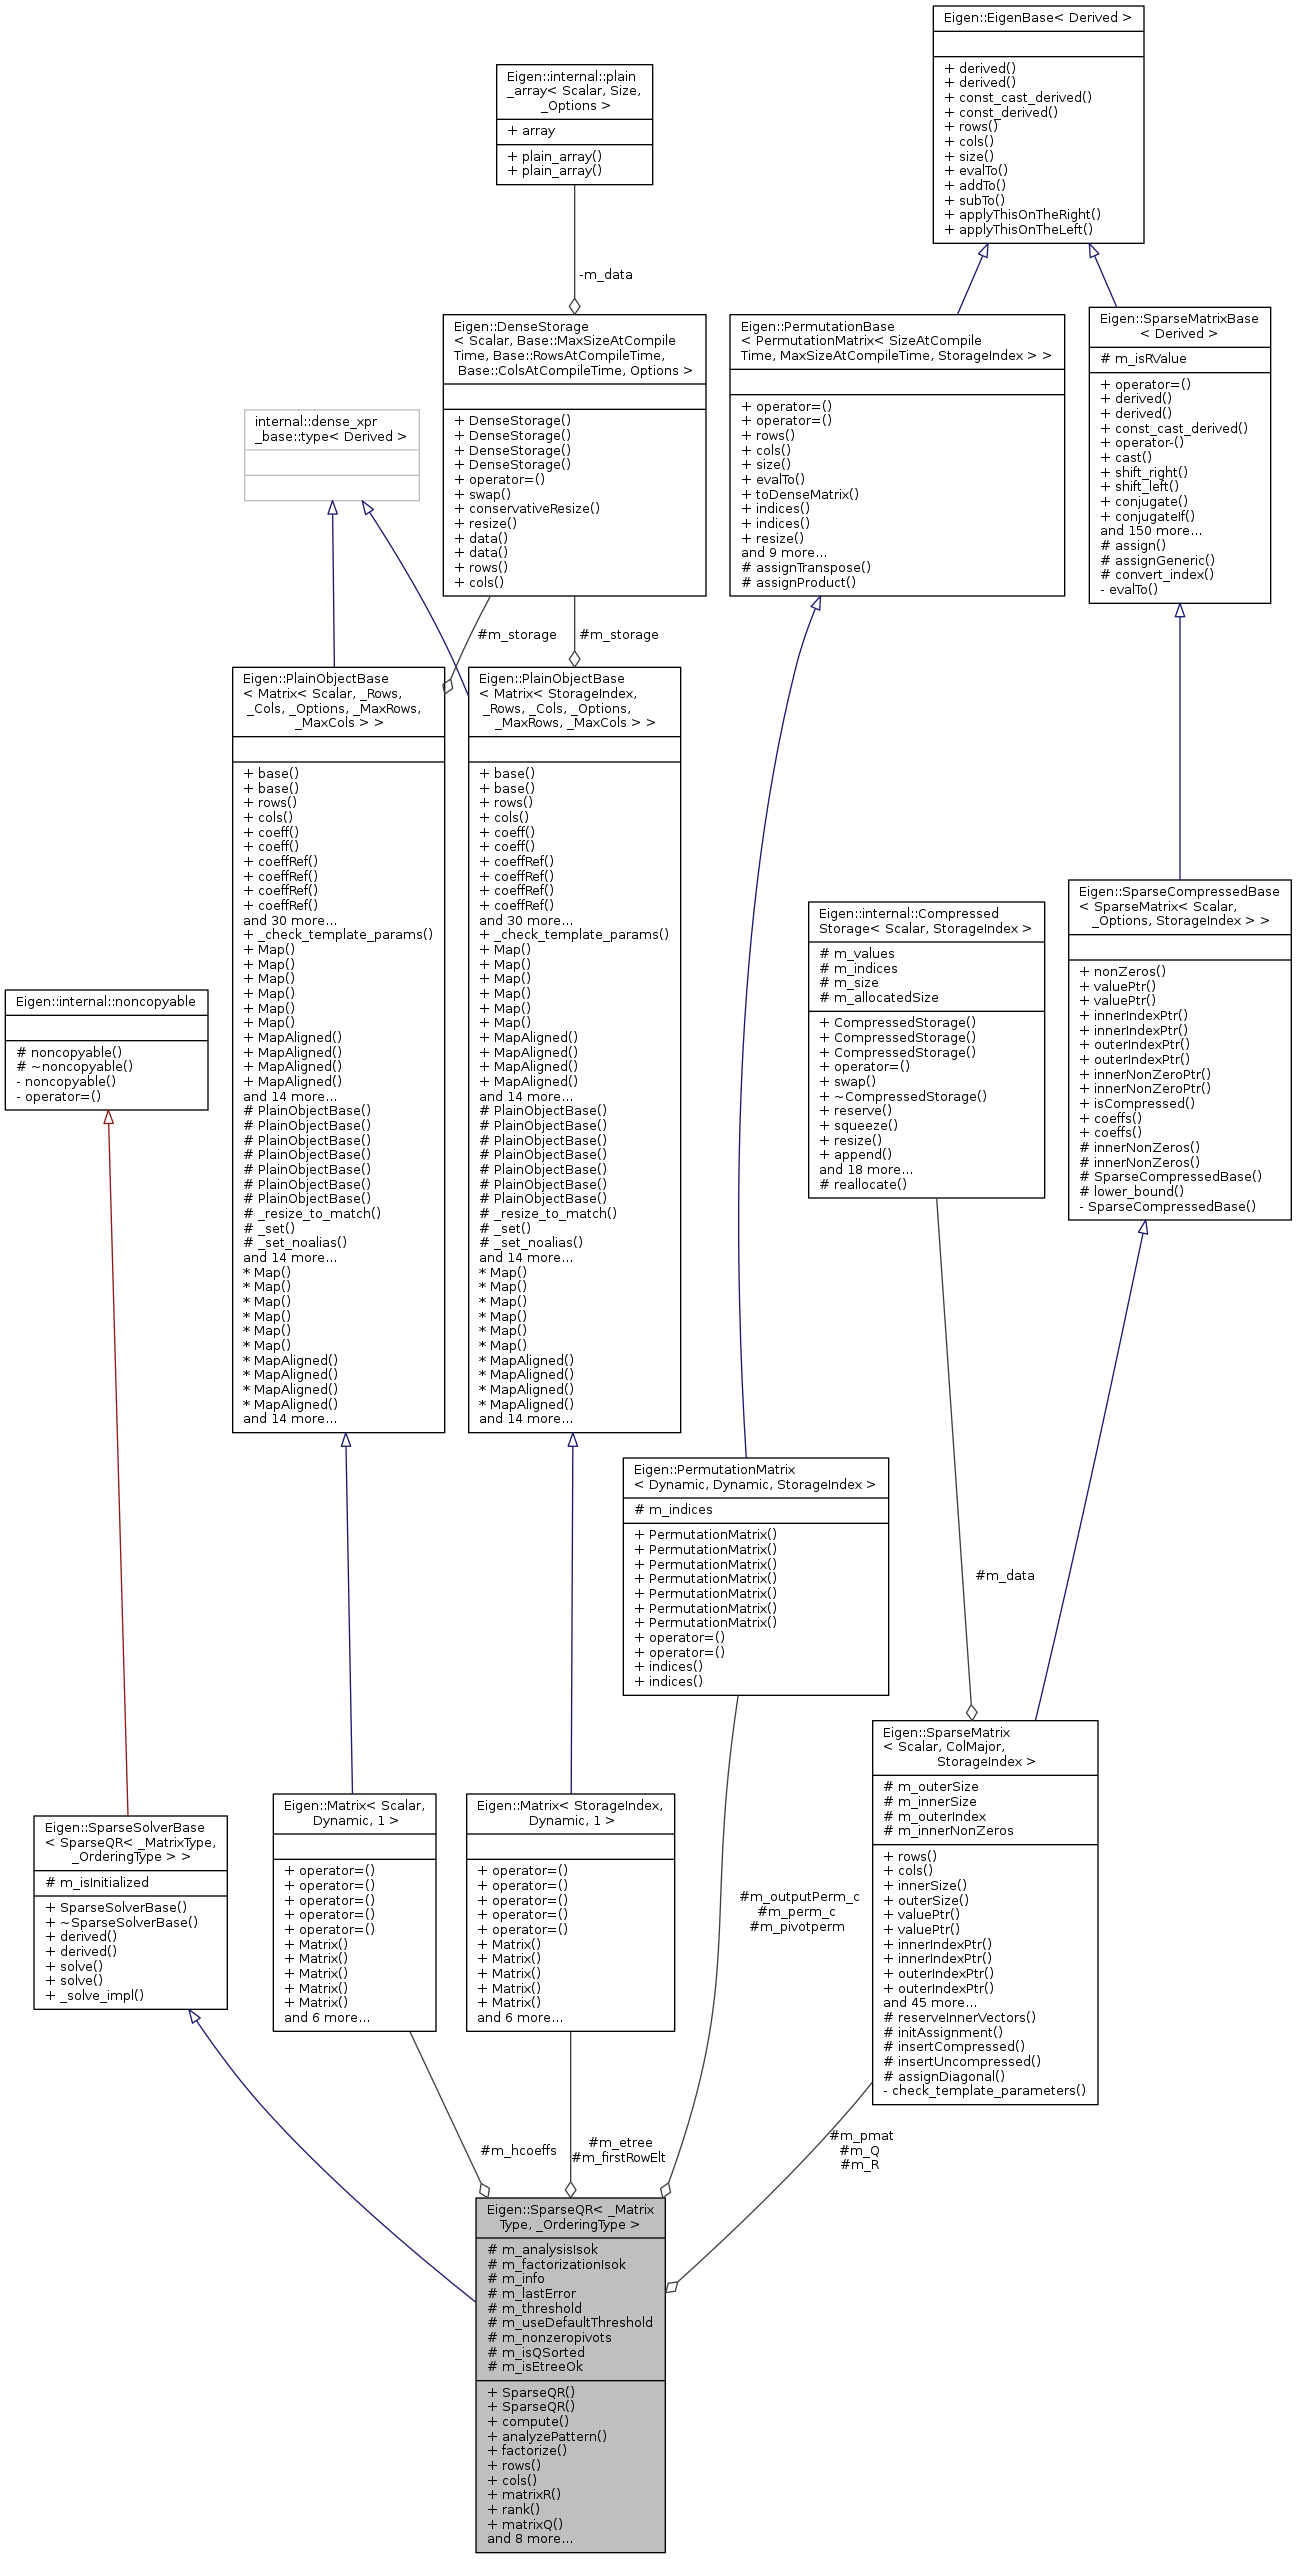 Eigen::EigenBase< Derived >
+ derived()
+ derived()
+ const_cast_derived()
+ const_derived()
+ rows()
+ cols()
+ size()
+ evalTo()
+ addTo()
+ subTo()
+ applyThisOnTheRight()
+ applyThisOnTheLeft()
Eigen::internal::plain
_array< Scalar, Size,
_Options >
+ array
+ plain_array()
+ plain_array()
-m_data
Eigen::DenseStorage
< Scalar, Base::MaxSizeAtCompile
Time, Base::RowsAtCompileTime,
Base::ColsAtCompileTime, Options >
+ DenseStorage()
+ DenseStorage()
+ DenseStorage()
+ DenseStorage()
+ operator=()
+ swap()
+ conservativeResize()
+ resize()
+ data()
+ data()
+ rows()
+ cols()
Eigen::PermutationBase
< PermutationMatrix< SizeAtCompile
Time, MaxSizeAtCompileTime, StorageIndex > >
+ operator=()
+ operator=()
+ rows()
+ cols()
+ size()
+ evalTo()
+ toDenseMatrix()
+ indices()
+ indices()
+ resize()
and 9 more...
# assignTranspose()
# assignProduct()
Eigen::SparseMatrixBase
< Derived >
# m_isRValue
+ operator=()
+ derived()
+ derived()
+ const_cast_derived()
+ operator-()
+ cast()
+ shift_right()
+ shift_left()
+ conjugate()
+ conjugateIf()
and 150 more...
# assign()
# assignGeneric()
# convert_index()
- evalTo()
internal::dense_xpr
_base::type< Derived >
#m_storage
#m_storage
Eigen::PlainObjectBase
< Matrix< Scalar, _Rows,
_Cols, _Options, _MaxRows,
_MaxCols > >
+ base()
+ base()
+ rows()
+ cols()
+ coeff()
+ coeff()
+ coeffRef()
+ coeffRef()
+ coeffRef()
+ coeffRef()
and 30 more...
+ _check_template_params()
+ Map()
+ Map()
+ Map()
+ Map()
+ Map()
+ Map()
+ MapAligned()
+ MapAligned()
+ MapAligned()
+ MapAligned()
and 14 more...
# PlainObjectBase()
# PlainObjectBase()
# PlainObjectBase()
# PlainObjectBase()
# PlainObjectBase()
# PlainObjectBase()
# PlainObjectBase()
# _resize_to_match()
# _set()
# _set_noalias()
and 14 more...
* Map()
* Map()
* Map()
* Map()
* Map()
* Map()
* MapAligned()
* MapAligned()
* MapAligned()
* MapAligned()
and 14 more...
Eigen::PlainObjectBase
< Matrix< StorageIndex,
_Rows, _Cols, _Options,
_MaxRows, _MaxCols > >
+ base()
+ base()
+ rows()
+ cols()
+ coeff()
+ coeff()
+ coeffRef()
+ coeffRef()
+ coeffRef()
+ coeffRef()
and 30 more...
+ _check_template_params()
+ Map()
+ Map()
+ Map()
+ Map()
+ Map()
+ Map()
+ MapAligned()
+ MapAligned()
+ MapAligned()
+ MapAligned()
and 14 more...
# PlainObjectBase()
# PlainObjectBase()
# PlainObjectBase()
# PlainObjectBase()
# PlainObjectBase()
# PlainObjectBase()
# PlainObjectBase()
# _resize_to_match()
# _set()
# _set_noalias()
and 14 more...
* Map()
* Map()
* Map()
* Map()
* Map()
* Map()
* MapAligned()
* MapAligned()
* MapAligned()
* MapAligned()
and 14 more...
Eigen::internal::Compressed
Storage< Scalar, StorageIndex >
# m_values
# m_indices
# m_size
# m_allocatedSize
+ CompressedStorage()
+ CompressedStorage()
+ CompressedStorage()
+ operator=()
+ swap()
+ ~CompressedStorage()
+ reserve()
+ squeeze()
+ resize()
+ append()
and 18 more...
# reallocate()
Eigen::SparseCompressedBase
< SparseMatrix< Scalar,
_Options, StorageIndex > >
+ nonZeros()
+ valuePtr()
+ valuePtr()
+ innerIndexPtr()
+ innerIndexPtr()
+ outerIndexPtr()
+ outerIndexPtr()
+ innerNonZeroPtr()
+ innerNonZeroPtr()
+ isCompressed()
+ coeffs()
+ coeffs()
# innerNonZeros()
# innerNonZeros()
# SparseCompressedBase()
# lower_bound()
- SparseCompressedBase()
Eigen::internal::noncopyable
# noncopyable()
# ~noncopyable()
- noncopyable()
- operator=()
Eigen::PermutationMatrix
< Dynamic, Dynamic, StorageIndex >
# m_indices
+ PermutationMatrix()
+ PermutationMatrix()
+ PermutationMatrix()
+ PermutationMatrix()
+ PermutationMatrix()
+ PermutationMatrix()
+ PermutationMatrix()
+ operator=()
+ operator=()
+ indices()
+ indices()
#m_data
Eigen::SparseMatrix
< Scalar, ColMajor,
StorageIndex >
# m_outerSize
# m_innerSize
# m_outerIndex
# m_innerNonZeros
+ rows()
+ cols()
+ innerSize()
+ outerSize()
+ valuePtr()
+ valuePtr()
+ innerIndexPtr()
+ innerIndexPtr()
+ outerIndexPtr()
+ outerIndexPtr()
and 45 more...
# reserveInnerVectors()
# initAssignment()
# insertCompressed()
# insertUncompressed()
# assignDiagonal()
- check_template_parameters()
Eigen::SparseSolverBase
< SparseQR< _MatrixType,
_OrderingType > >
# m_isInitialized
+ SparseSolverBase()
+ ~SparseSolverBase()
+ derived()
+ derived()
+ solve()
+ solve()
+ _solve_impl()
Eigen::Matrix< Scalar,
Dynamic, 1 >
+ operator=()
+ operator=()
+ operator=()
+ operator=()
+ operator=()
+ Matrix()
+ Matrix()
+ Matrix()
+ Matrix()
+ Matrix()
and 6 more...
Eigen::Matrix< StorageIndex,
Dynamic, 1 >
+ operator=()
+ operator=()
+ operator=()
+ operator=()
+ operator=()
+ Matrix()
+ Matrix()
+ Matrix()
+ Matrix()
+ Matrix()
and 6 more...
#m_outputPerm_c
#m_perm_c
#m_pivotperm
#m_hcoeffs
#m_etree
#m_firstRowElt
#m_pmat
#m_Q
#m_R
Eigen::SparseQR< _Matrix
Type, _OrderingType >
# m_analysisIsok
# m_factorizationIsok
# m_info
# m_lastError
# m_threshold
# m_useDefaultThreshold
# m_nonzeropivots
# m_isQSorted
# m_isEtreeOk
+ SparseQR()
+ SparseQR()
+ compute()
+ analyzePattern()
+ factorize()
+ rows()
+ cols()
+ matrixR()
+ rank()
+ matrixQ()
and 8 more...